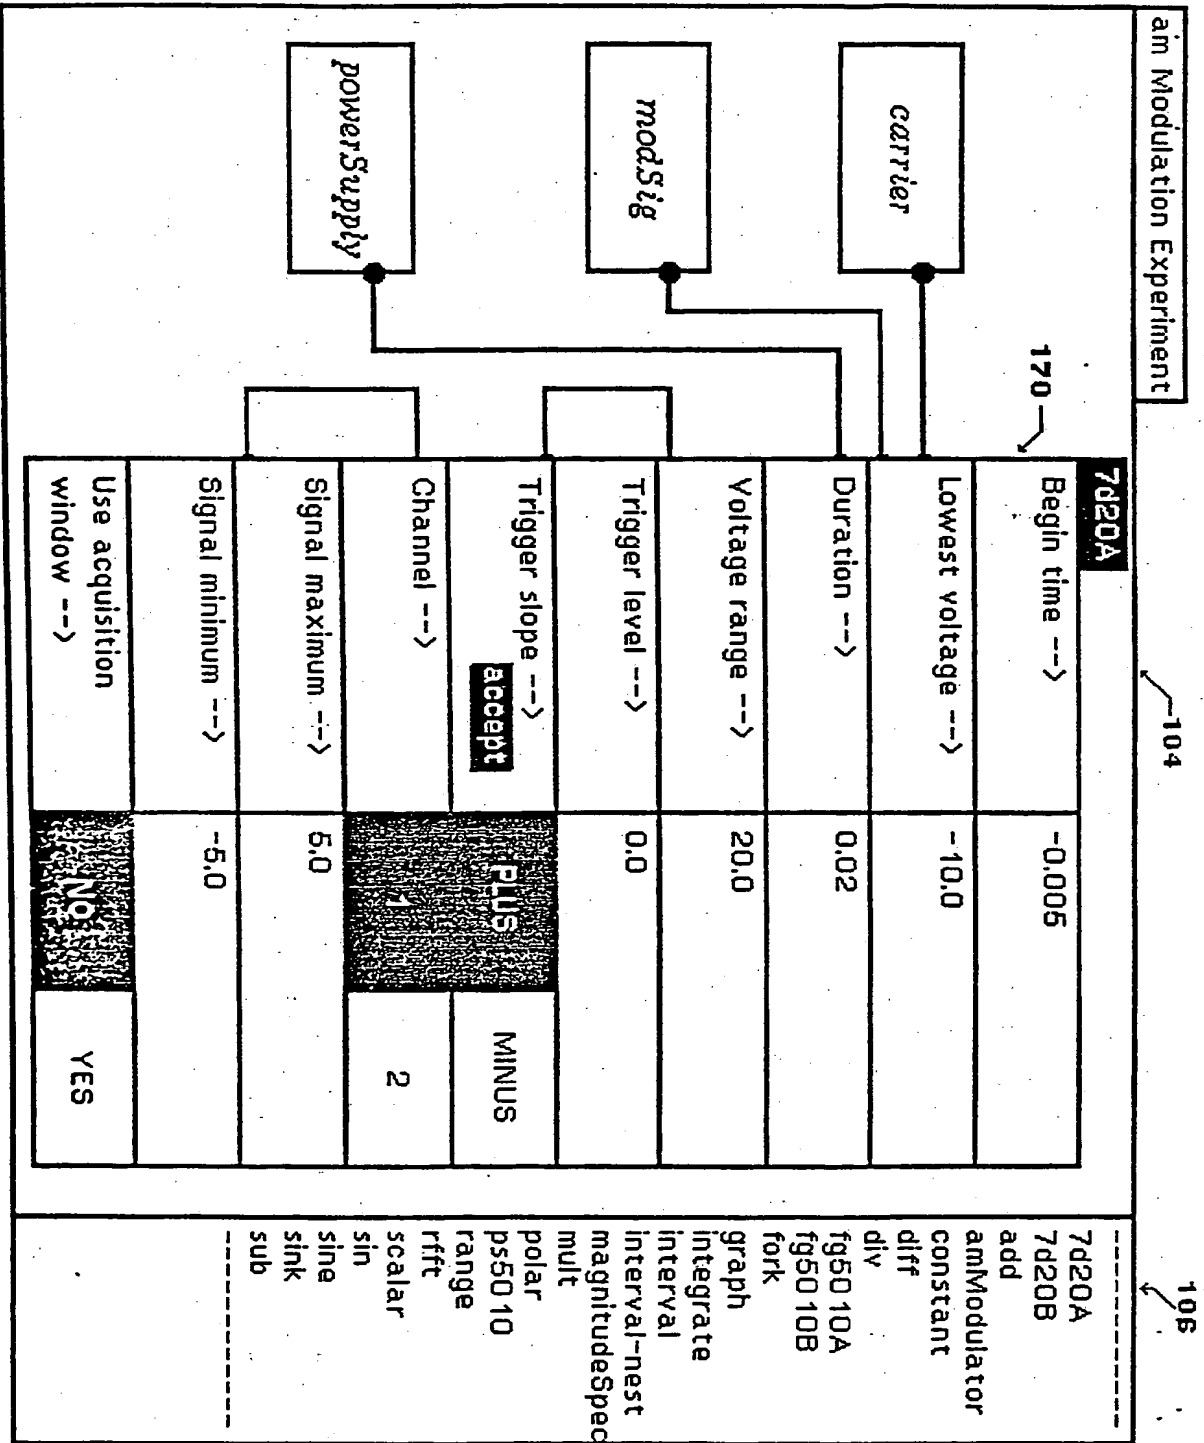 am Modulation Experiment
104
106
170
carrier
modSig
powerSupply
7d20A
Begin time -->
-0.005
Lowest voltage -->
-10.0
Duration -->
0.02
Voltage range -->
20.0
Trigger level -->
0.0
Trigger slope -->
accept
PLUS
MINUS
Channel -->
1
2
Signal maximum -->
5.0
Signal minimum -->
-5.0
Use acquisition
window -->
NO
YES
----------------
7d20A
7d20B
add
amModulator
constant
diff
div
fg5010A
fg5010B
fork
graph
integrate
interval
interval-nest
magnitudeSpec
mult
polar
ps5010
range
rfft
scalar
sin
sine
sink
sub
----------------